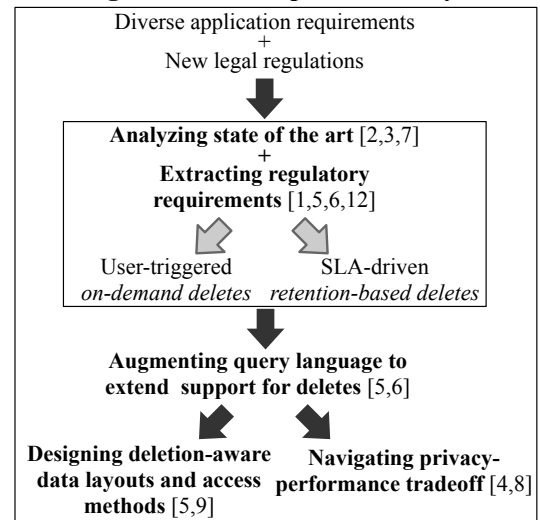 Diverse application requirements
+
New legal regulations
Analyzing state of the art [2,3,7]
+
Extracting regulatory
requirements [1,5,6,12]
User-triggered
on-demand deletes
SLA-driven
retention-based deletes
Augmenting query language to
extend support for deletes [5,6]
Designing deletion-aware
data layouts and access
methods [5,9]
Navigating privacy-
performance tradeoff [4,8]